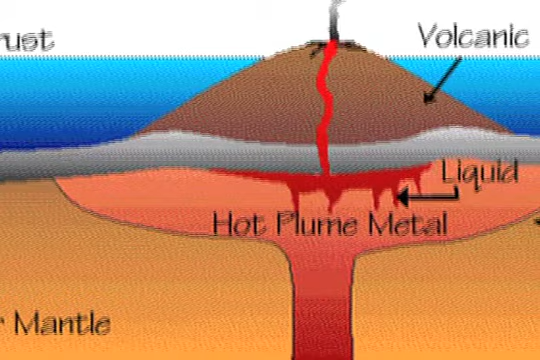 rust
Volcanic
Liquid
Hot Plume Metal
r Mantle